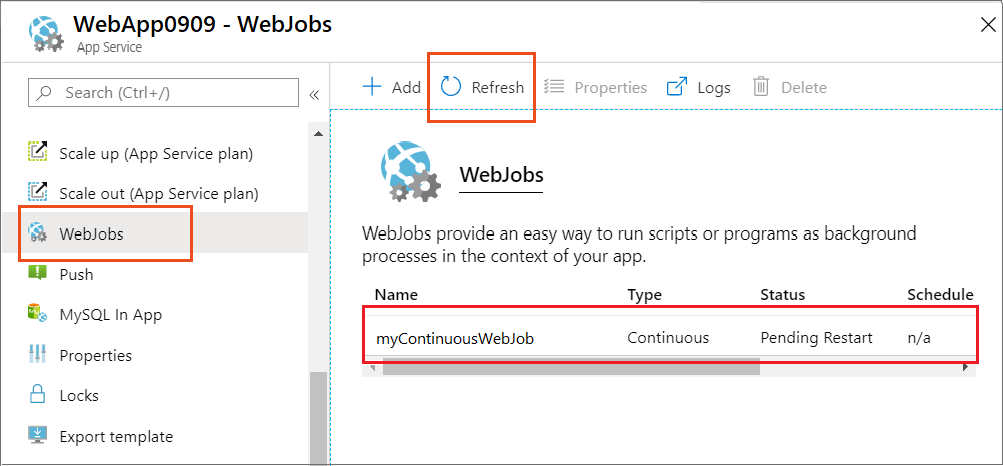 WebApp0909 - WebJobs
App Service
Search (Ctrl+/)
«
Add
Refresh
Properties
Logs
Delete
Scale up (App Service plan)
Scale out (App Service plan)
WebJobs
Push
MySQL In App
Properties
Locks
Export template
WebJobs
WebJobs provide an easy way to run scripts or programs as background
processes in the context of your app.
Name Type Status Schedule
myContinuousWebJob Continuous Pending Restart n/a